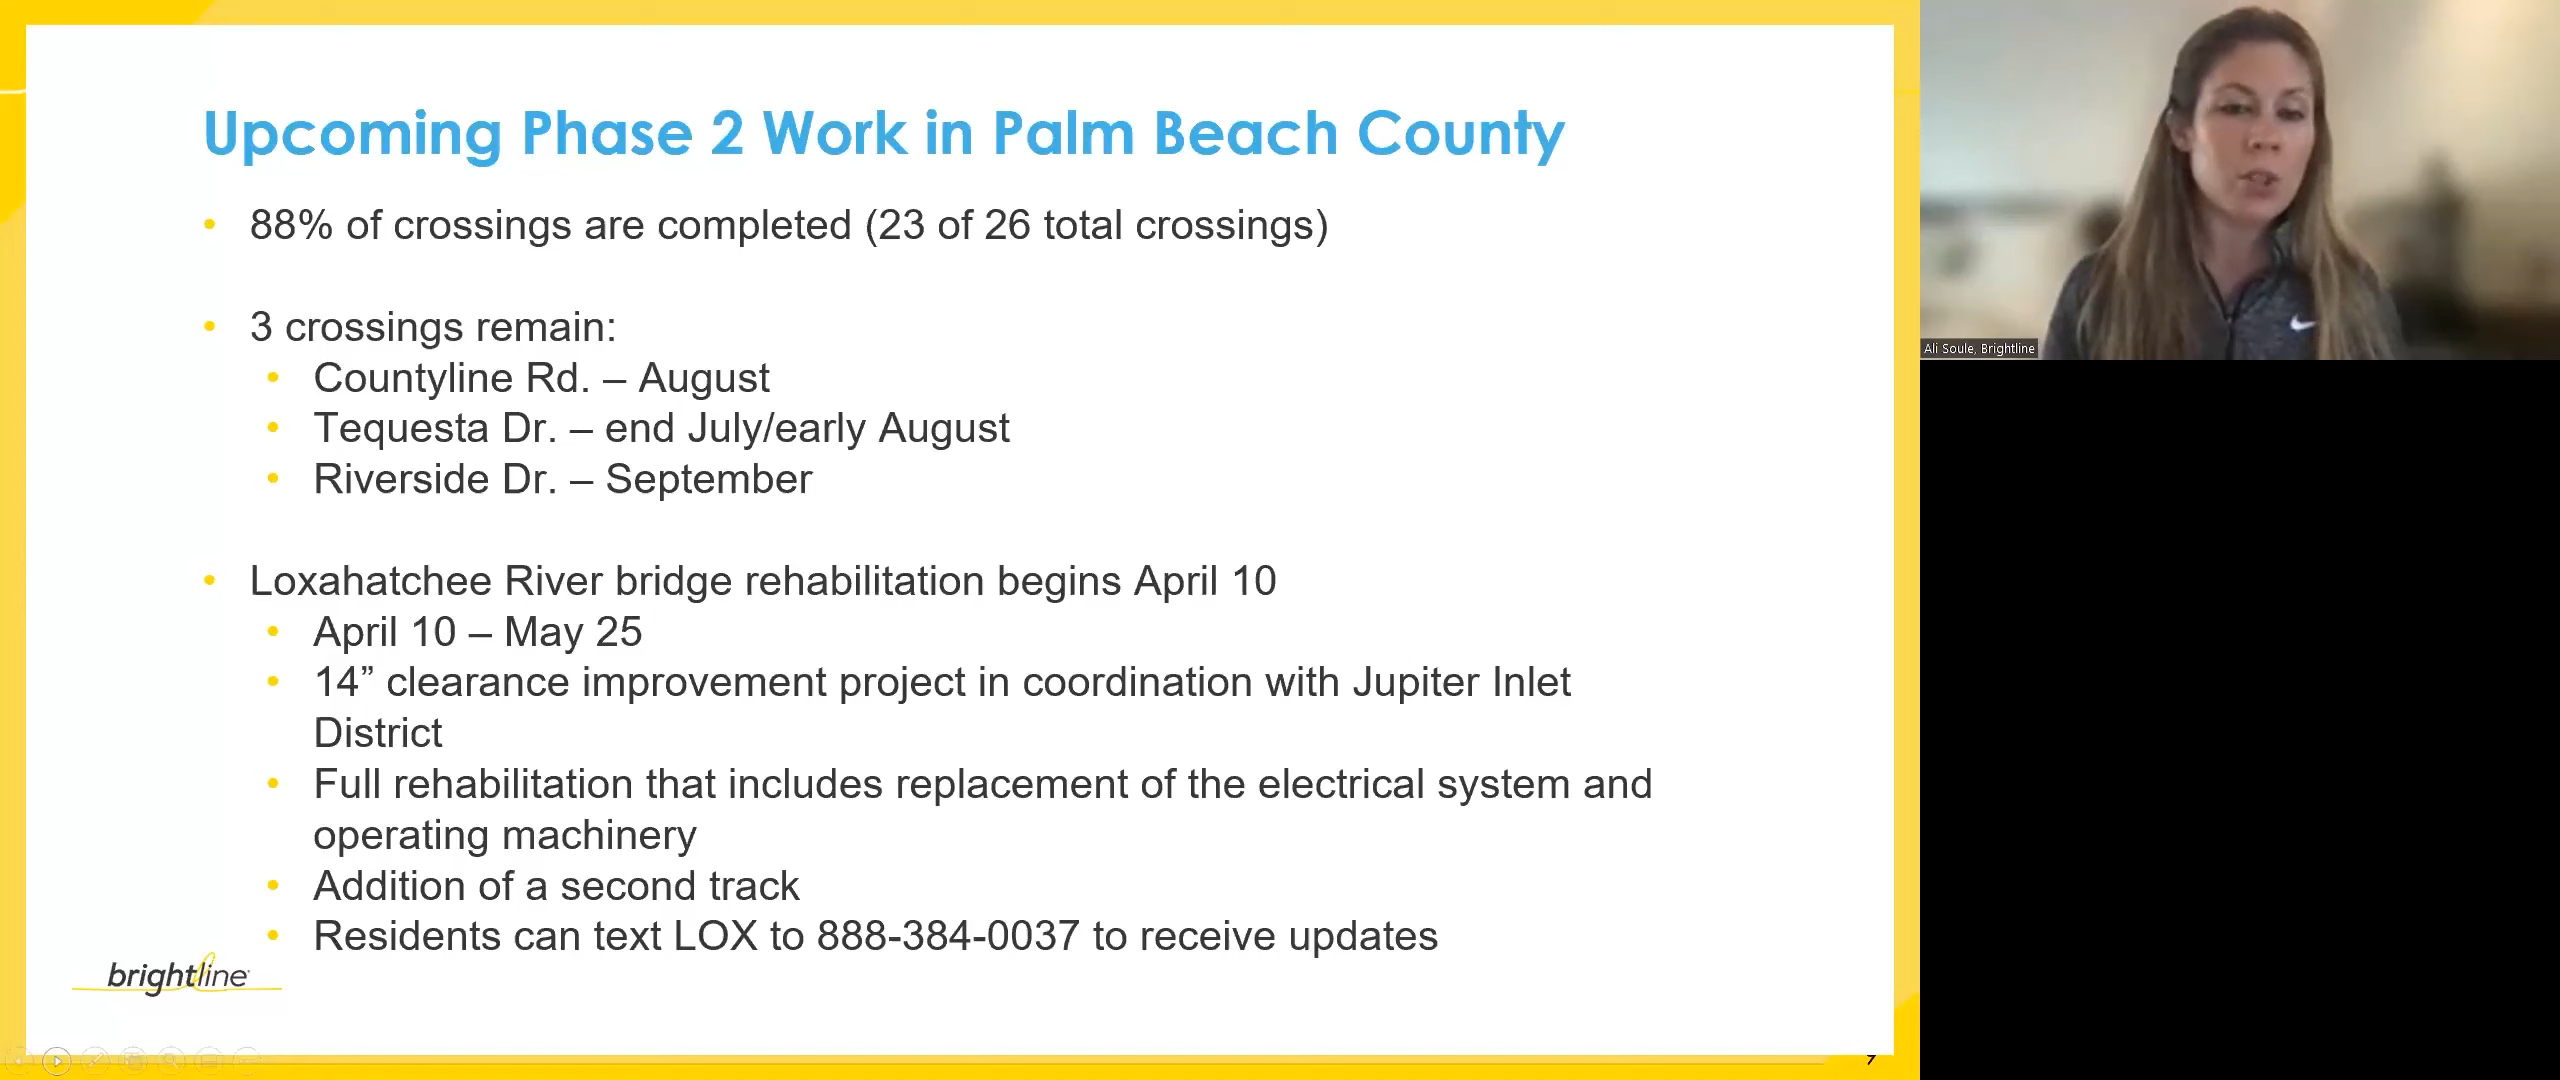 Upcoming Phase 2 Work in Palm Beach County
• 88% of crossings are completed (23 of 26 total crossings)
• 3 crossings remain:
• Countyline Rd. – August
• Tequesta Dr. – end July/early August
• Riverside Dr. – September
• Loxahatchee River bridge rehabilitation begins April 10
• April 10 – May 25
• 14” clearance improvement project in coordination with Jupiter Inlet
District
• Full rehabilitation that includes replacement of the electrical system and
operating machinery
• Addition of a second track
• Residents can text LOX to 888-384-0037 to receive updates
brightline
Ali Soule, Brightline